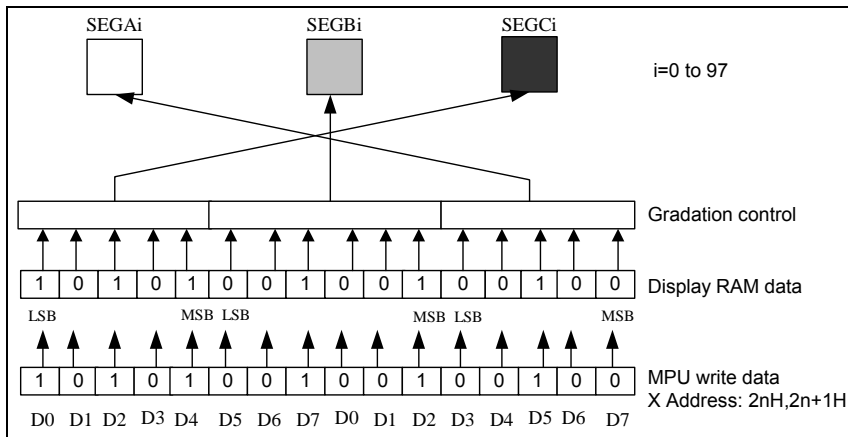 SEGAi SEGBi SEGCi
i=0 to 97
Gradation control
1 0 1 0 1 0 0 1 0 0 1 0 0 1 0 0 Display RAM data
LSB MSB LSB MSB LSB MSB
1 0 1 0 1 0 0 1 0 0 1 0 0 1 0 0 MPU write data
X Address: 2nH,2n+1H
D0 D1 D2 D3 D4 D5 D6 D7 D0 D1 D2 D3 D4 D5 D6 D7